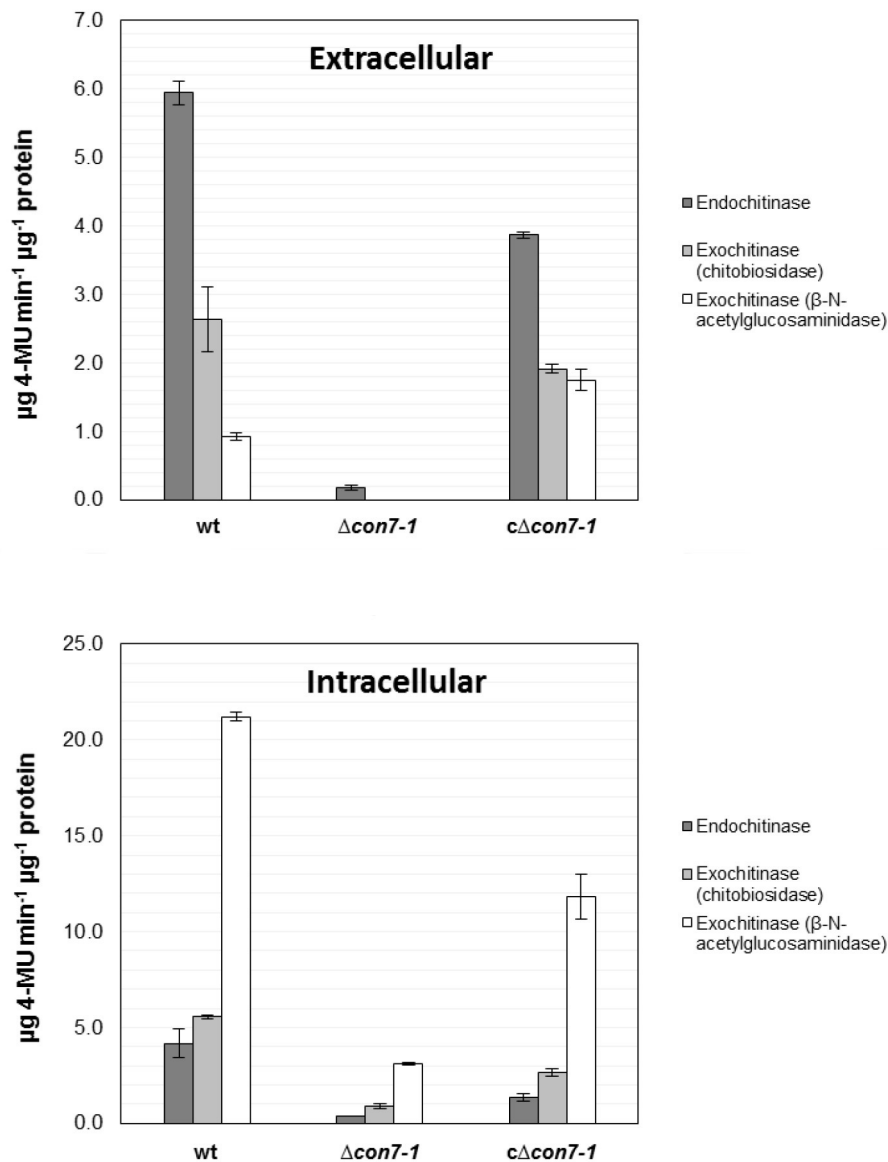 Extracellular
µg 4-MU min-1 µg-1 protein
7.0
6.0
5.0
4.0
3.0
2.0
1.0
0.0
wt
Δcon7-1
cΔcon7-1
Endochitinase
Exochitinase
(chitobiosidase)
Exochitinase (β-N-
acetylglucosaminidase)
Intracellular
µg 4-MU min-1 µg-1 protein
25.0
20.0
15.0
10.0
5.0
0.0
wt
Δcon7-1
cΔcon7-1
Endochitinase
Exochitinase
(chitobiosidase)
Exochitinase (β-N-
acetylglucosaminidase)